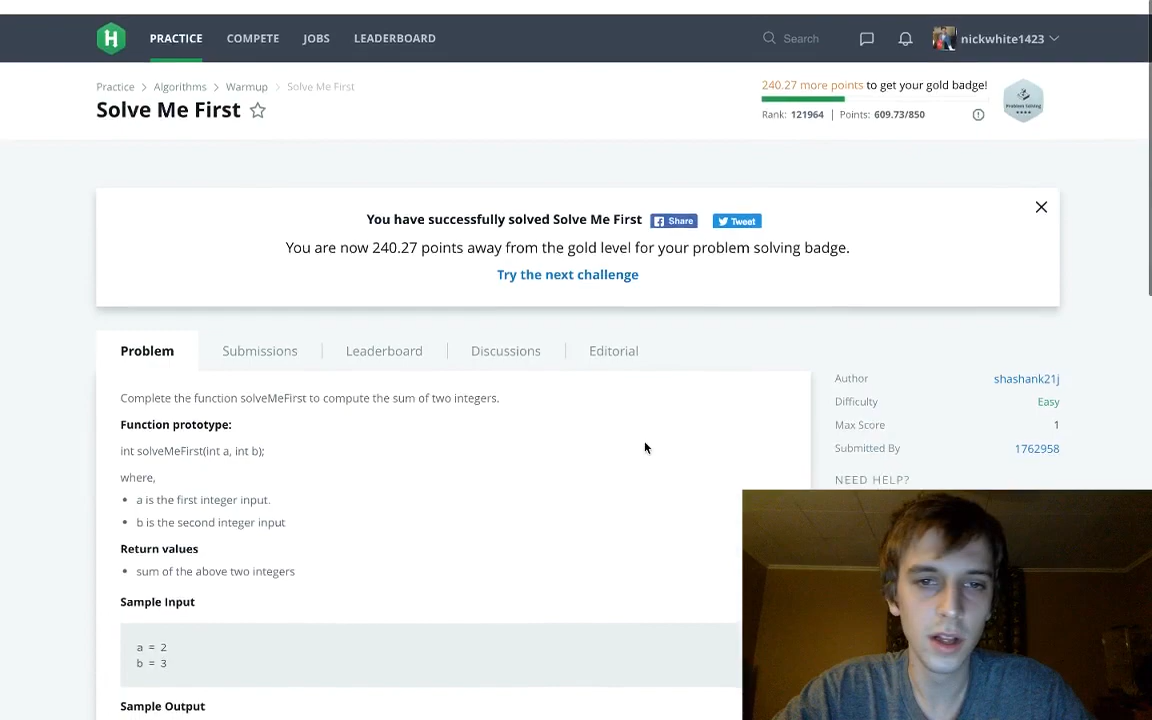 H PRACTICE COMPETE JOBS LEADERBOARD Search nickwhite1423
Practice > Algorithms > Warmup > Solve Me First
240.27 more points to get your gold badge!
Solve Me First
Rank: 121964 | Points: 609.73/850
Problem Solving
You have successfully solved Solve Me First Share Tweet
You are now 240.27 points away from the gold level for your problem solving badge.
Try the next challenge
Problem Submissions Leaderboard Discussions Editorial
Complete the function solveMeFirst to compute the sum of two integers.
Function prototype:
int solveMeFirst(int a, int b);
where,
• a is the first integer input.
• b is the second integer input
Return values
• sum of the above two integers
Sample Input
a = 2
b = 3
Sample Output
Author shashank21j
Difficulty Easy
Max Score 1
Submitted By 1762958
NEED HELP?